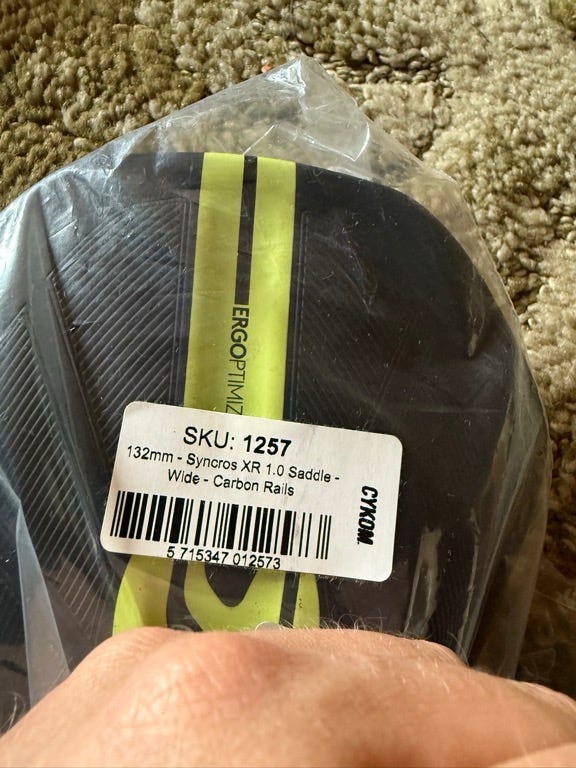 ERGOPTIMIZ
SKU: 1257
132mm - Syncros XR 1.0 Saddle -
Wide - Carbon Rails
CYKOM.
5 715347 012573